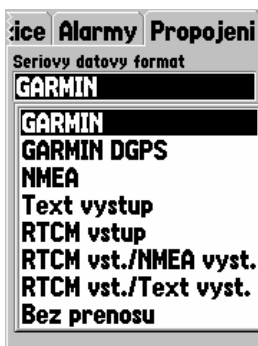 Alarmy Propojeni
Seriovy datovy format
GARMIN
GARMIN
GARMIN DGPS
NMEA
Text vystup
RTCM vstup
RTCM vst./NMEA vyst.
RTCM vst./Text vyst.
Bez prenosu